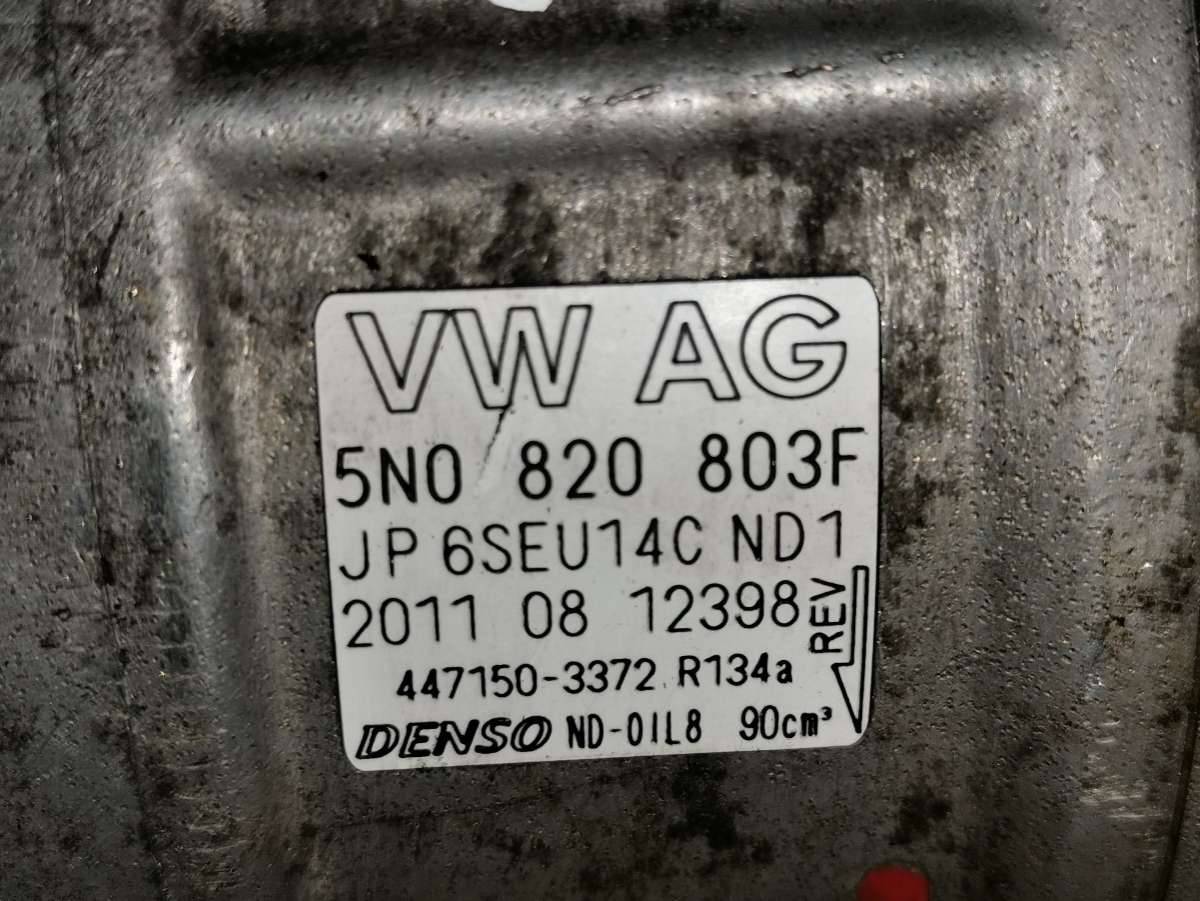 VW AG
5N0 820 803F
JP 6SEU14C ND1
2011 08 12398
REV
447150-3372 R134a
DENSO ND-OIL8 90cm³